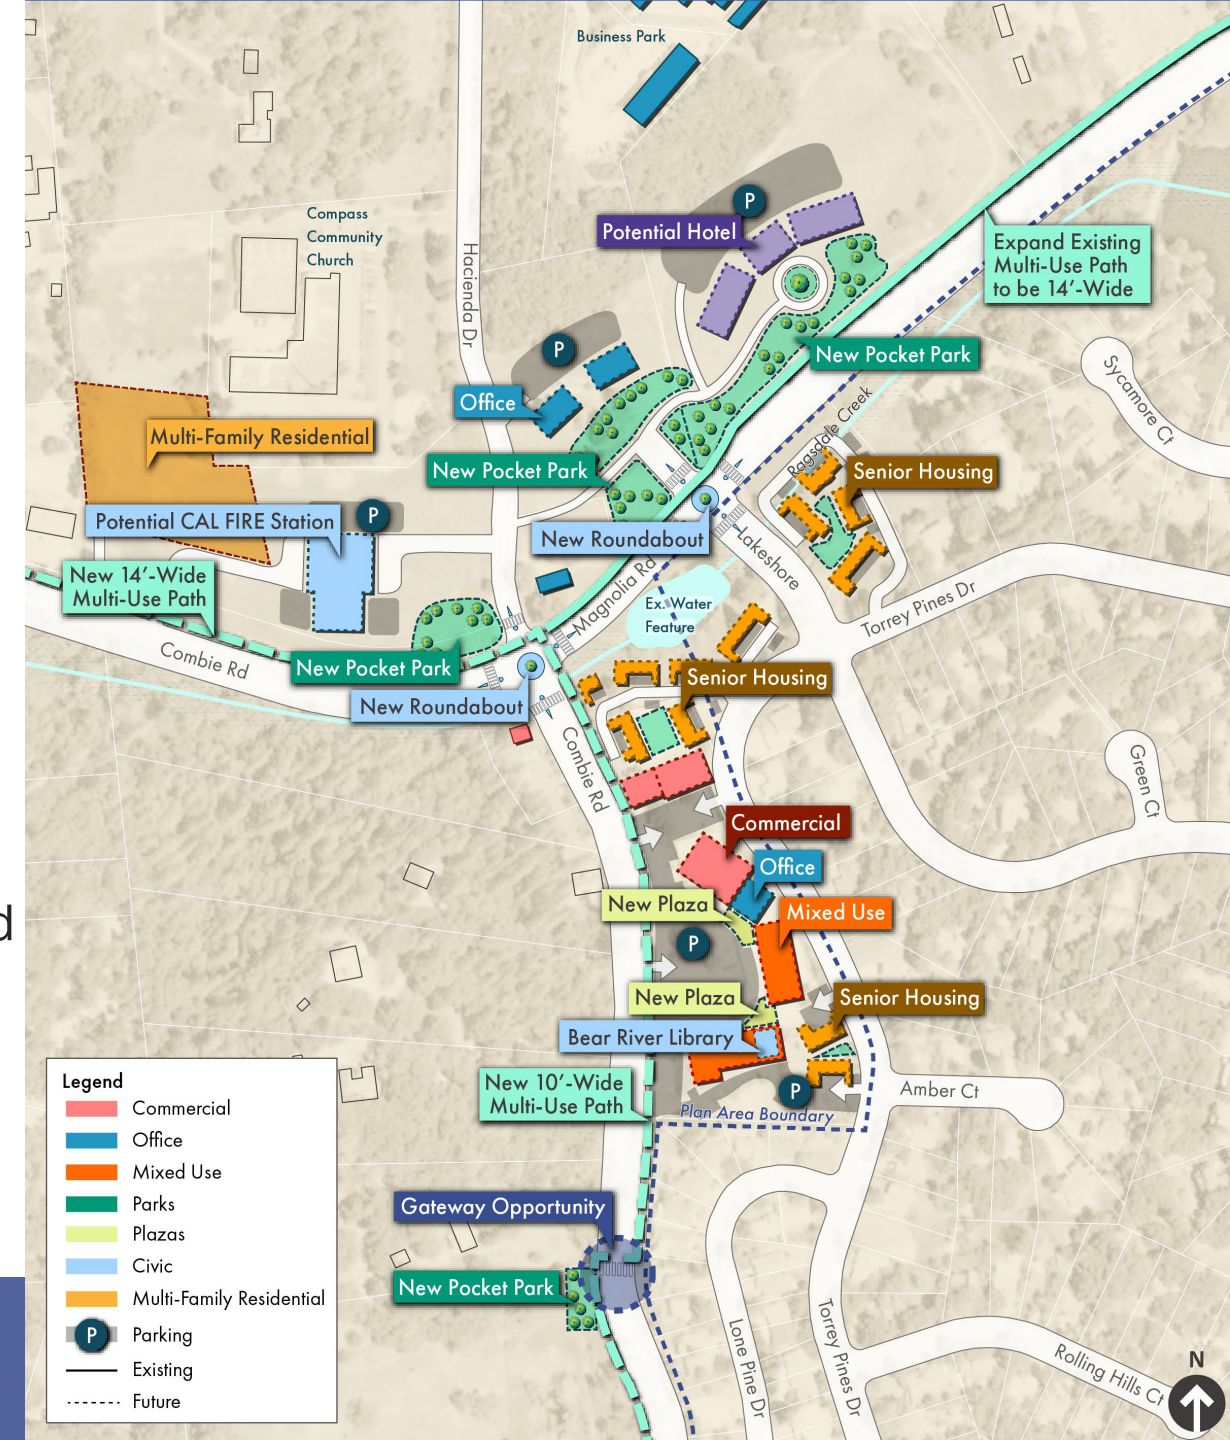 Business Park
Compass
Community
Church
Hacienda Dr
P
Potential Hotel
Expand Existing
Multi-Use Path
to be 14'-Wide
P
New Pocket Park
Sycamore Ct
Office
Multi-Family Residential
Ragsdale Creek
New Pocket Park
Senior Housing
Potential CAL FIRE Station
P
New Roundabout
Lakeshore
New 14'-Wide
Multi-Use Path
Magnolia Rd
Ex. Water
Feature
Torrey Pines Dr
Combie Rd
New Pocket Park
New Roundabout
Senior Housing
Combie Rd
Green Ct
Commercial
Office
New Plaza
Mixed Use
d
P
New Plaza
Senior Housing
Bear River Library
New 10'-Wide
Multi-Use Path
P
Amber Ct
Plan Area Boundary
Legend
Commercial
Office
Mixed Use
Parks
Plazas
Civic
Multi-Family Residential
P
Parking
Existing
Future
Gateway Opportunity
New Pocket Park
Lone Pine Dr
Torrey Pines Dr
Rolling Hills Ct
N